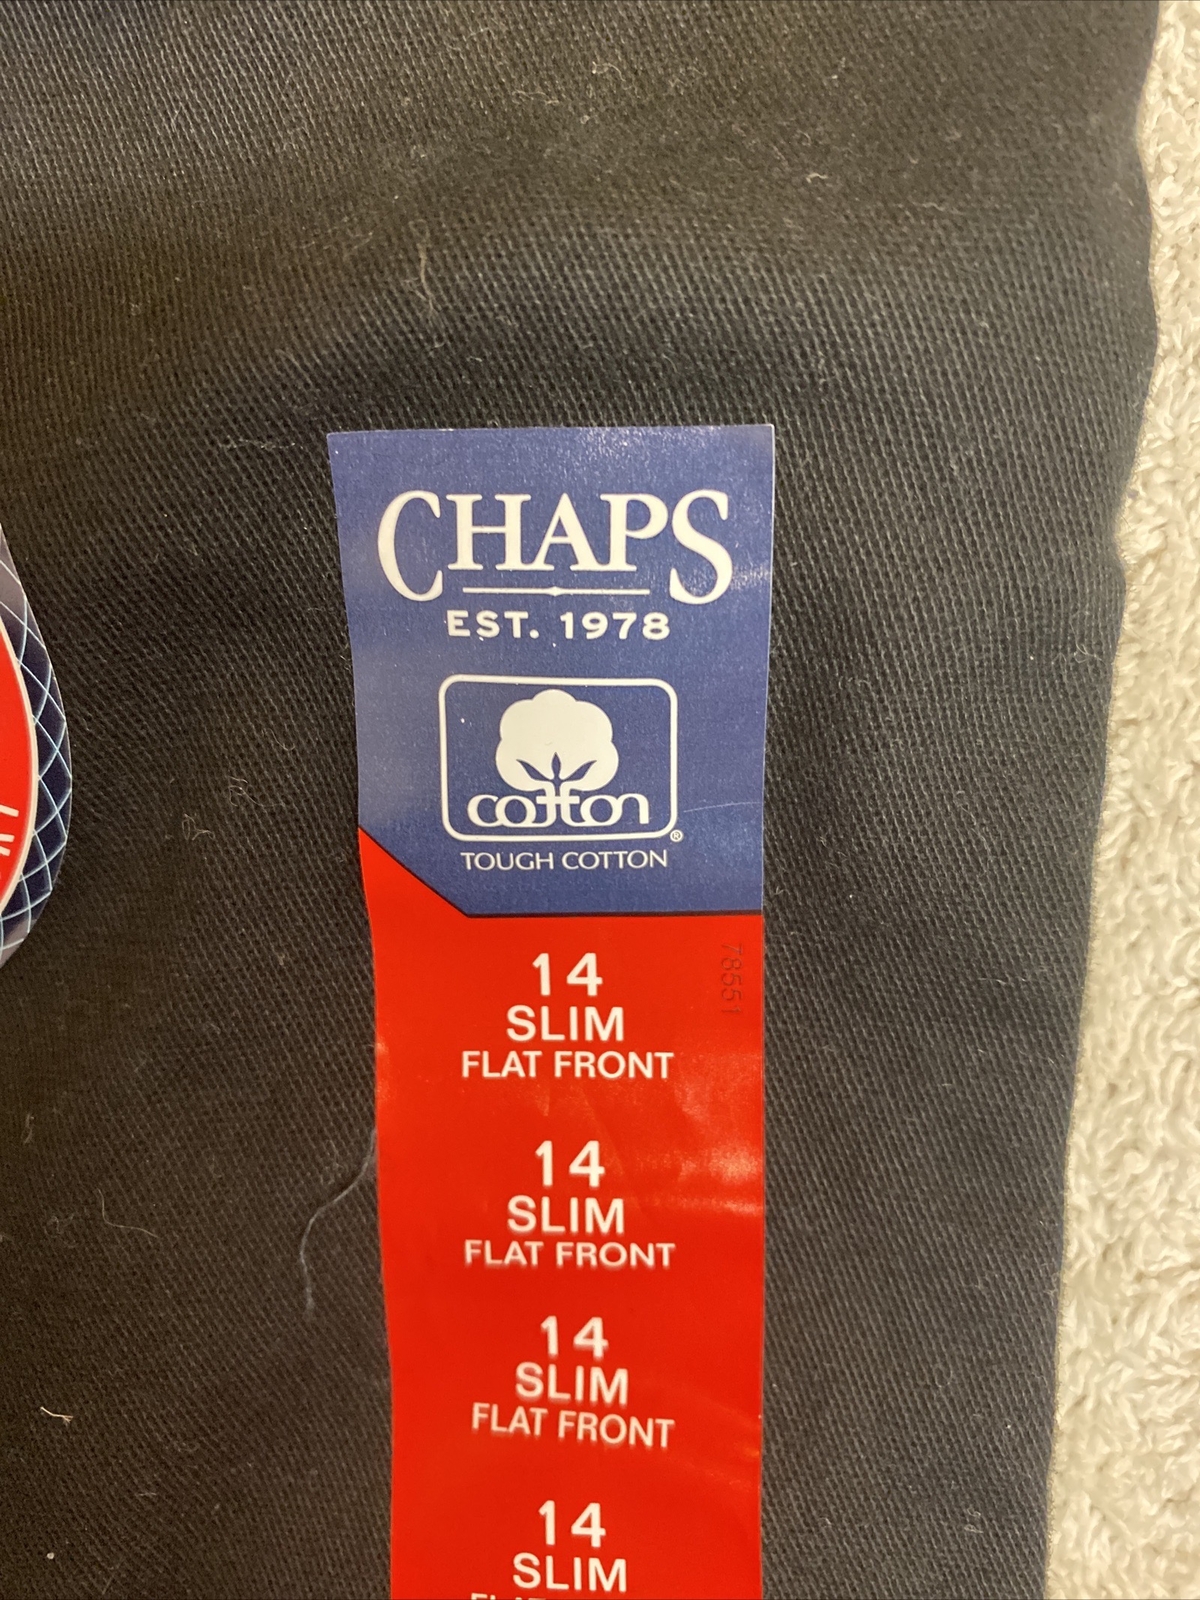 CHAPS
EST. 1978
cotton
®
TOUGH COTTON
78551
14
SLIM
FLAT FRONT
14
SLIM
FLAT FRONT
14
SLIM
FLAT FRONT
14
SLIM